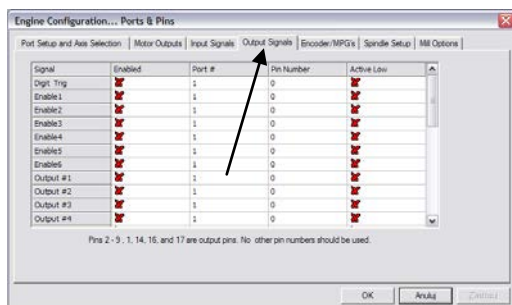 Engine Configuration... Ports & Pins
Port Setup and Axis Selection Motor Outputs Input Signals Output Signals Encoder/MPG's Spindle Setup Mill Options
Signal Enabled Port # Pin Number Active Low
Digit Trig 1 0
Enable1 1 0
Enable2 1 0
Enable3 1 0
Enable4 1 0
Enable5 1 0
Enable6 1 0
Output #1 1 0
Output #2 1 0
Output #3 1 0
Output #4 1 0
Pins 2 - 9 , 1, 14, 16, and 17 are output pins. No other pin numbers should be used.
OK Anuluj